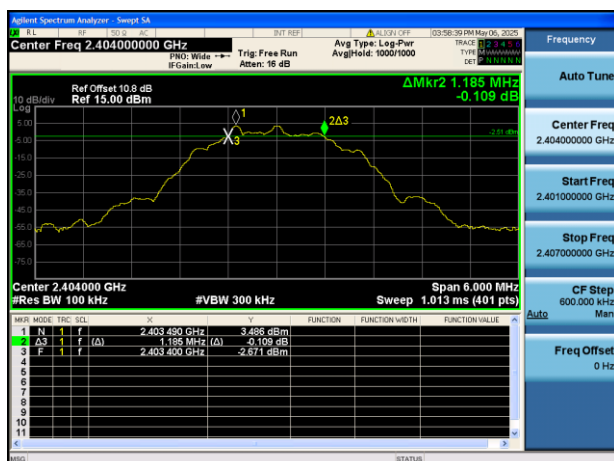 Agilent Spectrum Analyzer - Swept SA
RL RF 50 Ω AC INT REF ALIGN OFF 03:58:39 PM May 06, 2025
Center Freq 2.404000000 GHz
PNO: Wide
IFGain:Low
Trig: Free Run
Atten: 16 dB
Avg Type: Log-Pwr
Avg|Hold: 1000/1000
TRACE 1 2 3 4 5 6
TYPE
DET P N N N N N
Frequency
Auto Tune
Center Freq
2.404000000 GHz
Start Freq
2.401000000 GHz
Stop Freq
2.407000000 GHz
CF Step
600.000 kHz
Auto Man
Freq Offset
0 Hz
ΔMkr2 1.185 MHz
-0.109 dB
Ref Offset 10.8 dB
Ref 15.00 dBm
10 dB/div
Log
5.00
-5.00
-15.0
-25.0
-35.0
-45.0
-55.0
-65.0
-75.0
1
2Δ3
3
-2.51 dBm
Center 2.404000 GHz
Span 6.000 MHz
#Res BW 100 kHz
#VBW 300 kHz
Sweep 1.013 ms (401 pts)
MKR MODE TRC SCL X Y FUNCTION FUNCTION WIDTH FUNCTION VALUE
1 N 1 f 2.403 490 GHz 3.486 dBm
2 Δ3 1 f (Δ) 1.185 MHz (Δ) -0.109 dB
3 F 1 f 2.403 400 GHz -2.671 dBm
4
5
6
7
8
9
10
11
MSG
STATUS